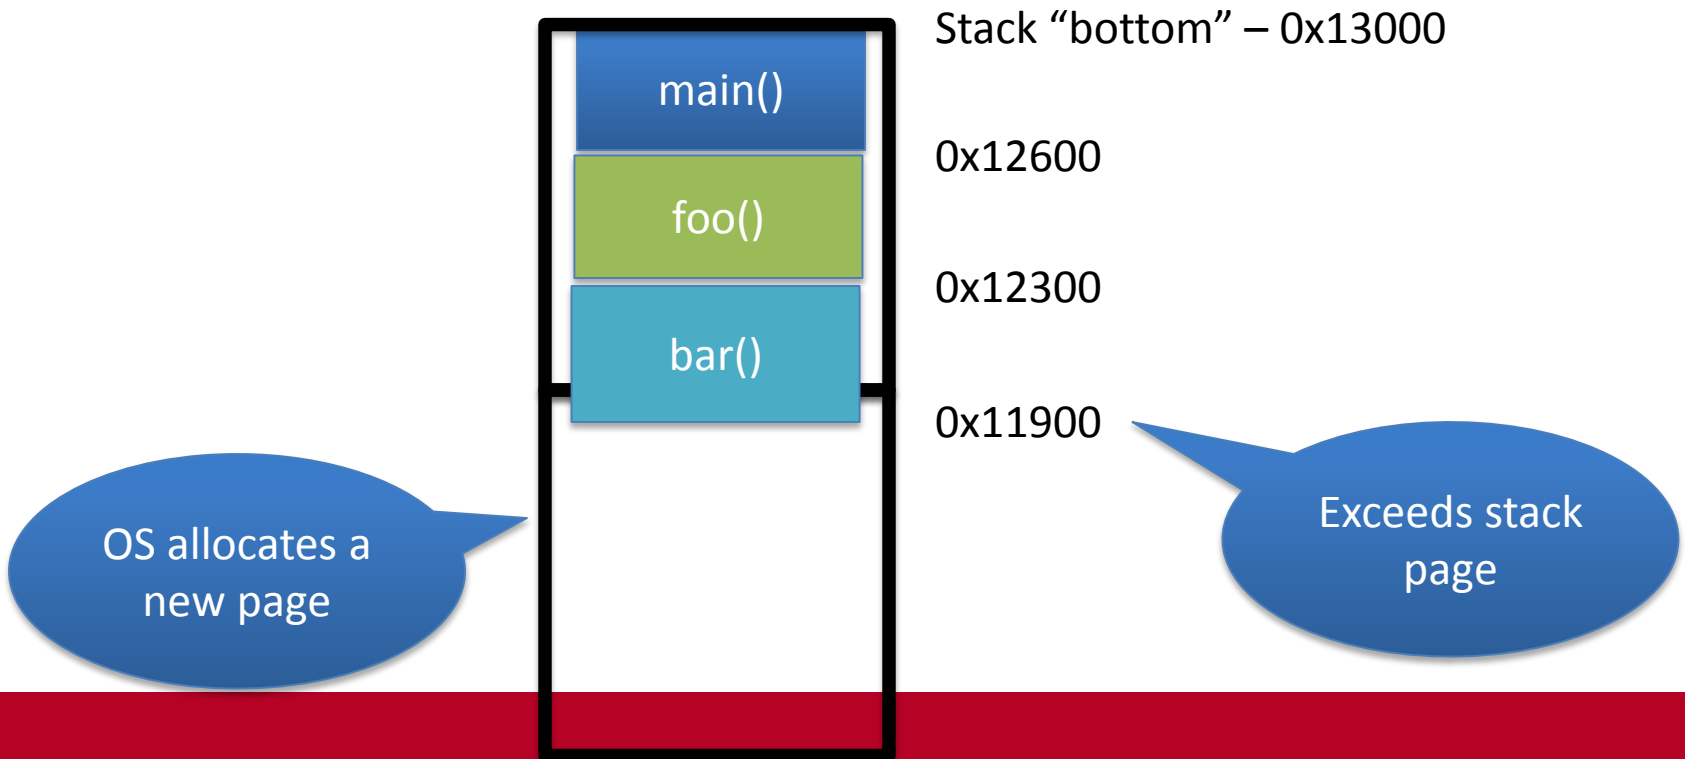 Stack “bottom” – 0x13000
main()
0x12600
foo()
0x12300
bar()
0x11900
OS allocates a
new page
Exceeds stack
page